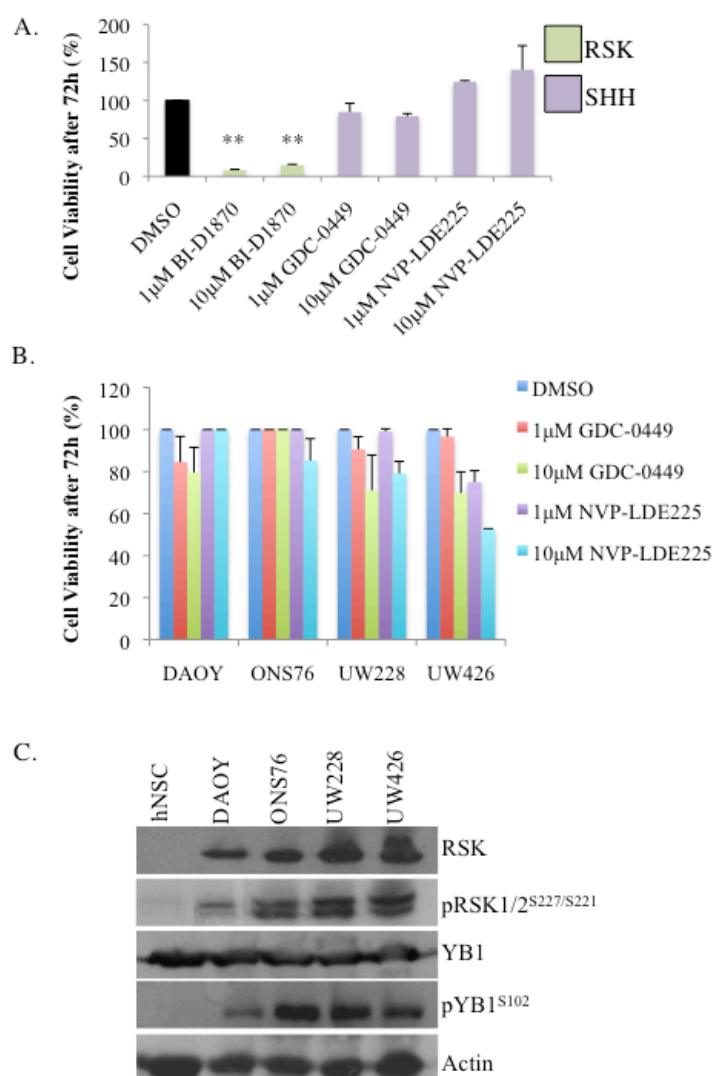 A.
Cell Viability after 72h (%)
200
150
100
50
0
** **
RSK
SHH
DMSO
1μM BI-D1870
10μM BI-D1870
1μM GDC-0449
10μM GDC-0449
1μM NVP-LDE225
10μM NVP-LDE225
B.
Cell Viability after 72h (%)
120
100
80
60
40
20
0
DAOY ONS76 UW228 UW426
DMSO
1μM GDC-0449
10μM GDC-0449
1μM NVP-LDE225
10μM NVP-LDE225
C.
hNSC
DAOY
ONS76
UW228
UW426
RSK
pRSK1/2S227/S221
YB1
pYB1S102
Actin